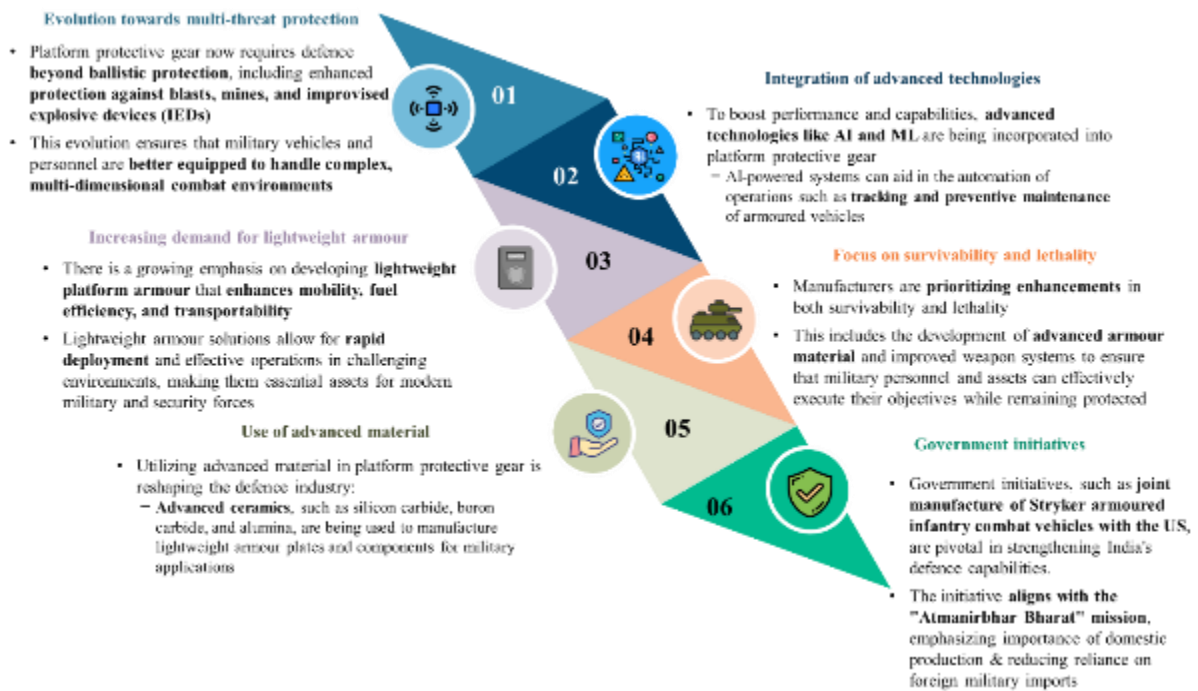 Evolution towards multi-threat protection
• Platform protective gear now requires defence
beyond ballistic protection, including enhanced
protection against blasts, mines, and improvised
explosive devices (IEDs)
• This evolution ensures that military vehicles and
personnel are better equipped to handle complex,
multi-dimensional combat environments
01
Integration of advanced technologies
• To boost performance and capabilities, advanced
technologies like AI and ML are being incorporated into
platform protective gear
– AI-powered systems can aid in the automation of
operations such as tracking and preventive maintenance
of armoured vehicles
02
Increasing demand for lightweight armour
• There is a growing emphasis on developing lightweight
platform armour that enhances mobility, fuel
efficiency, and transportability
• Lightweight armour solutions allow for rapid
deployment and effective operations in challenging
environments, making them essential assets for modern
military and security forces
03
Focus on survivability and lethality
• Manufacturers are prioritizing enhancements in
both survivability and lethality
• This includes the development of advanced armour
material and improved weapon systems to ensure
that military personnel and assets can effectively
execute their objectives while remaining protected
04
Use of advanced material
• Utilizing advanced material in platform protective gear is
reshaping the defence industry:
– Advanced ceramics, such as silicon carbide, boron
carbide, and alumina, are being used to manufacture
lightweight armour plates and components for military
applications
05
Government initiatives
• Government initiatives, such as joint
manufacture of Stryker armoured
infantry combat vehicles with the US,
are pivotal in strengthening India's
defence capabilities.
• The initiative aligns with the
"Atmanirbhar Bharat" mission,
emphasizing importance of domestic
production & reducing reliance on
foreign military imports
06